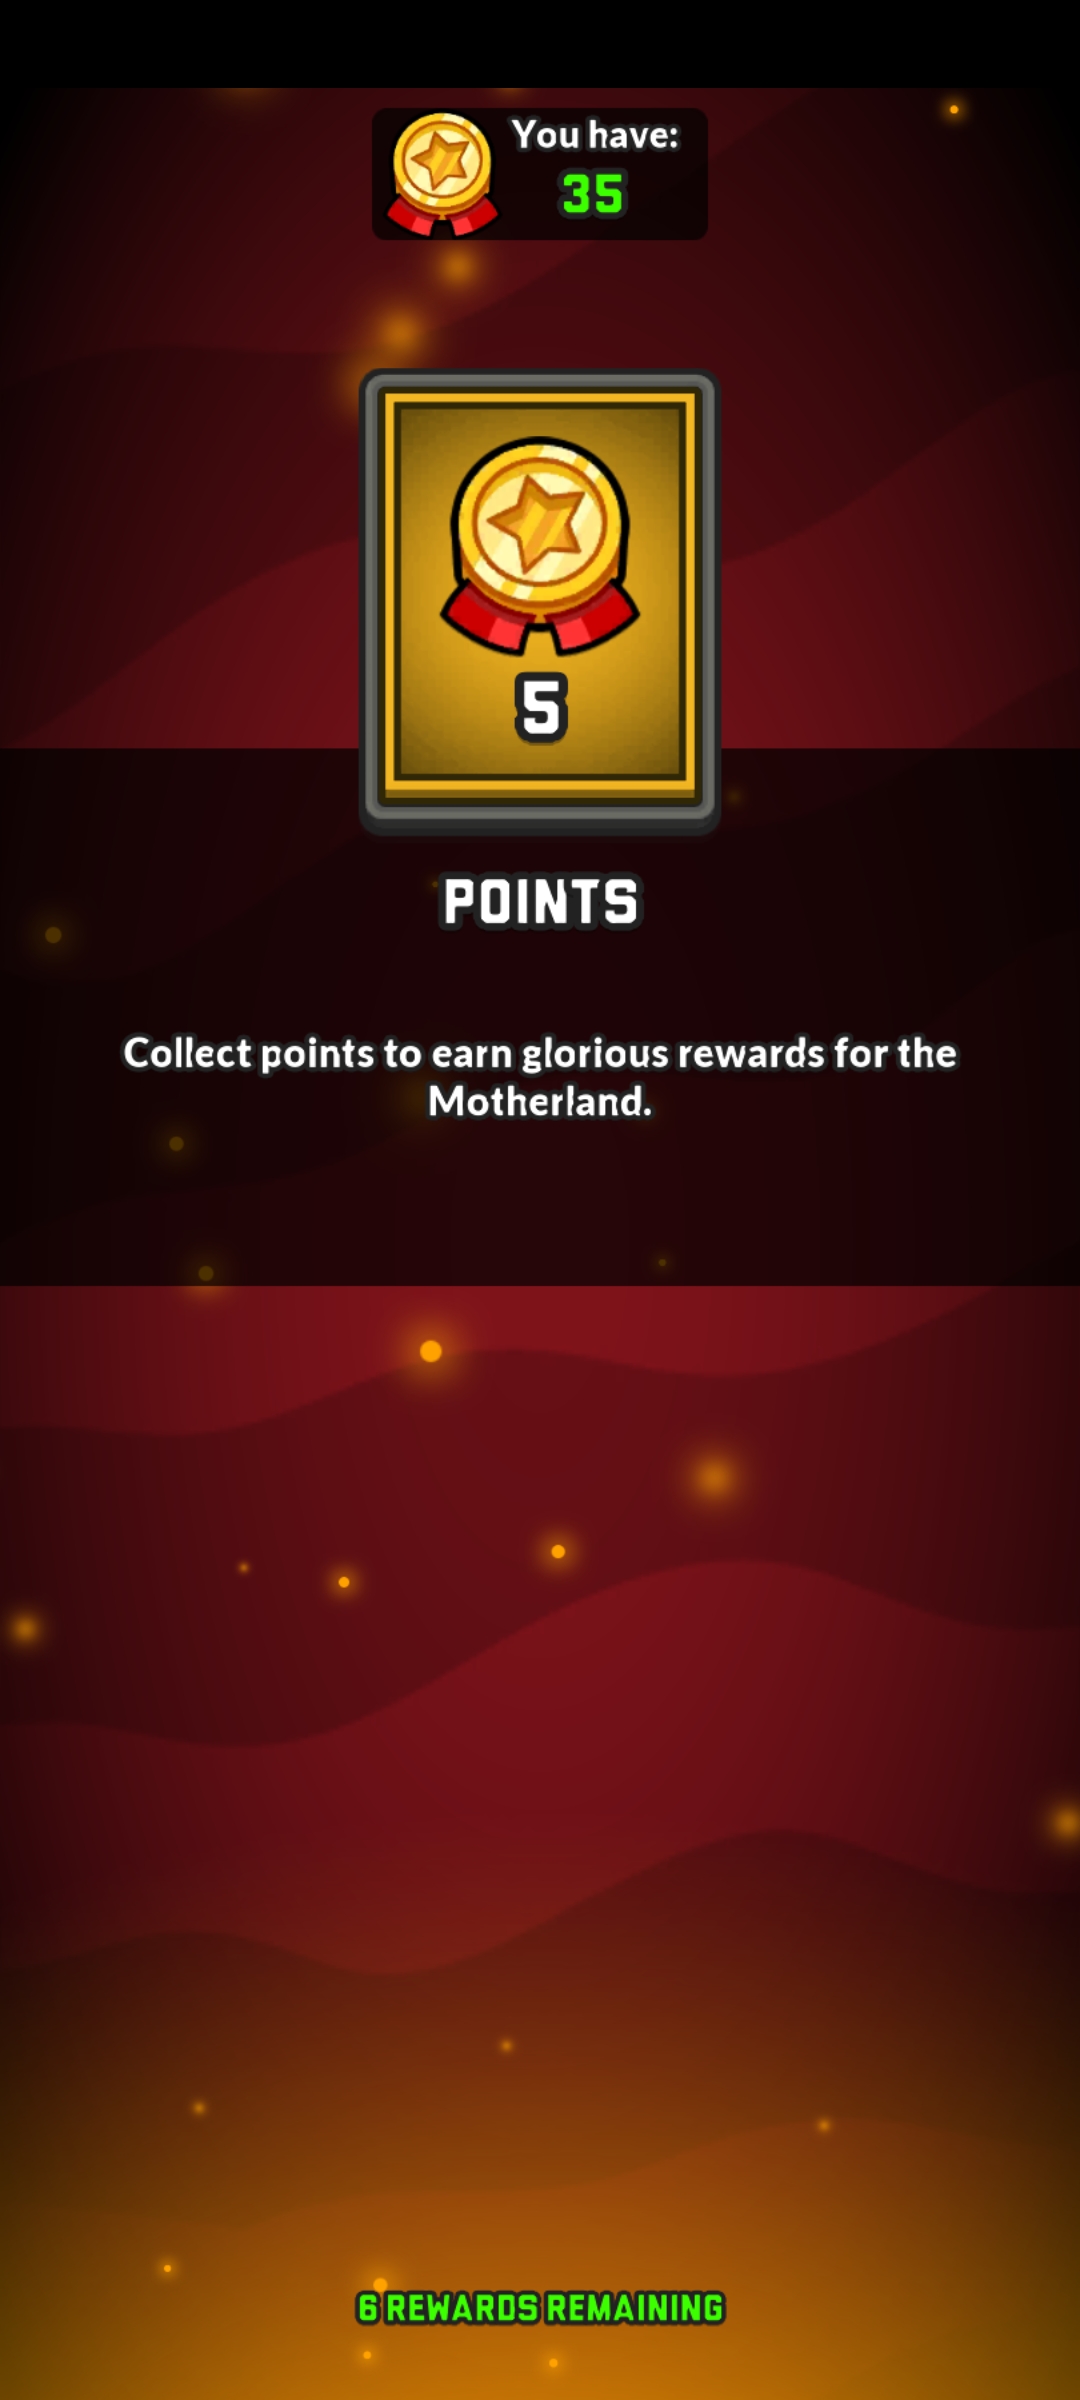 You have:
35
5
POINTS
Collect points to earn glorious rewards for the
Motherland.
6 REWARDS REMAINING